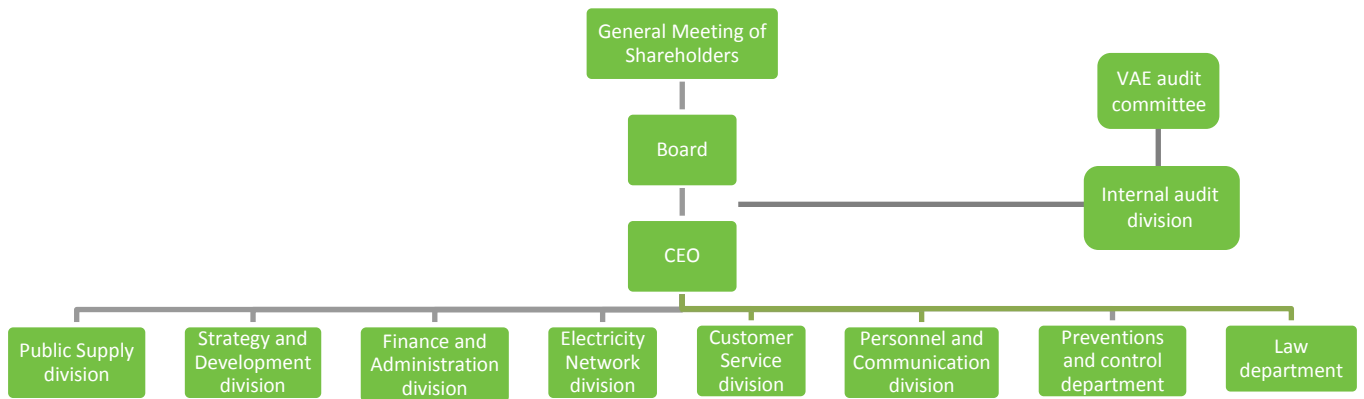 General Meeting of
Shareholders
VAE audit
committee
Board
Internal audit
division
CEO
Public Supply
division
Strategy and
Development
division
Finance and
Administration
division
Electricity
Network
division
Customer
Service
division
Personnel and
Communication
division
Preventions
and control
department
Law
department